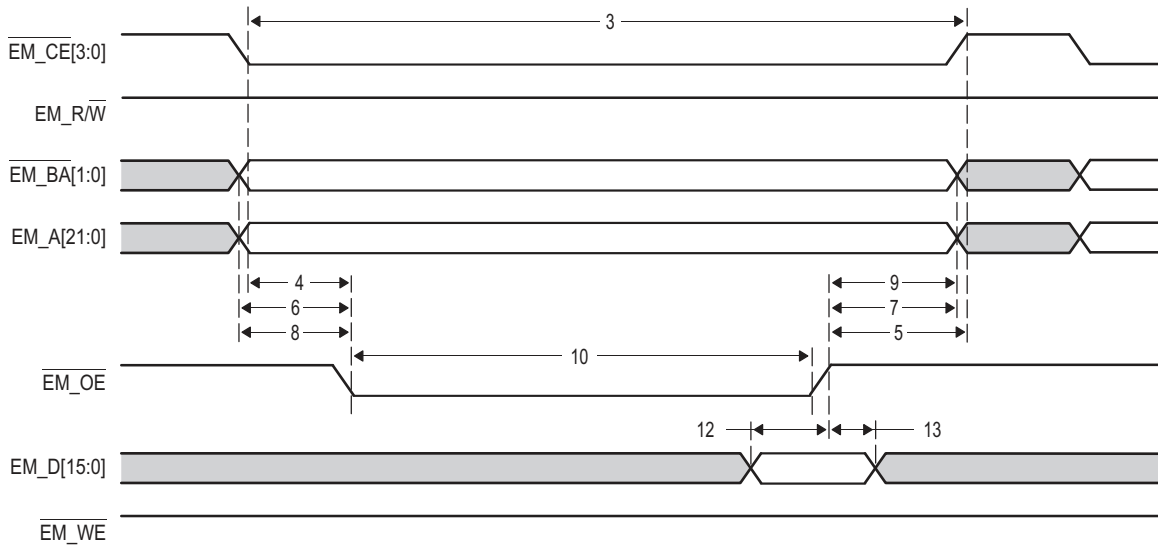 3
EM_CE[3:0]
EM_R/W
EM_BA[1:0]
EM_A[21:0]
4 9
6 7
8 5
10
EM_OE
12 13
EM_D[15:0]
EM_WE